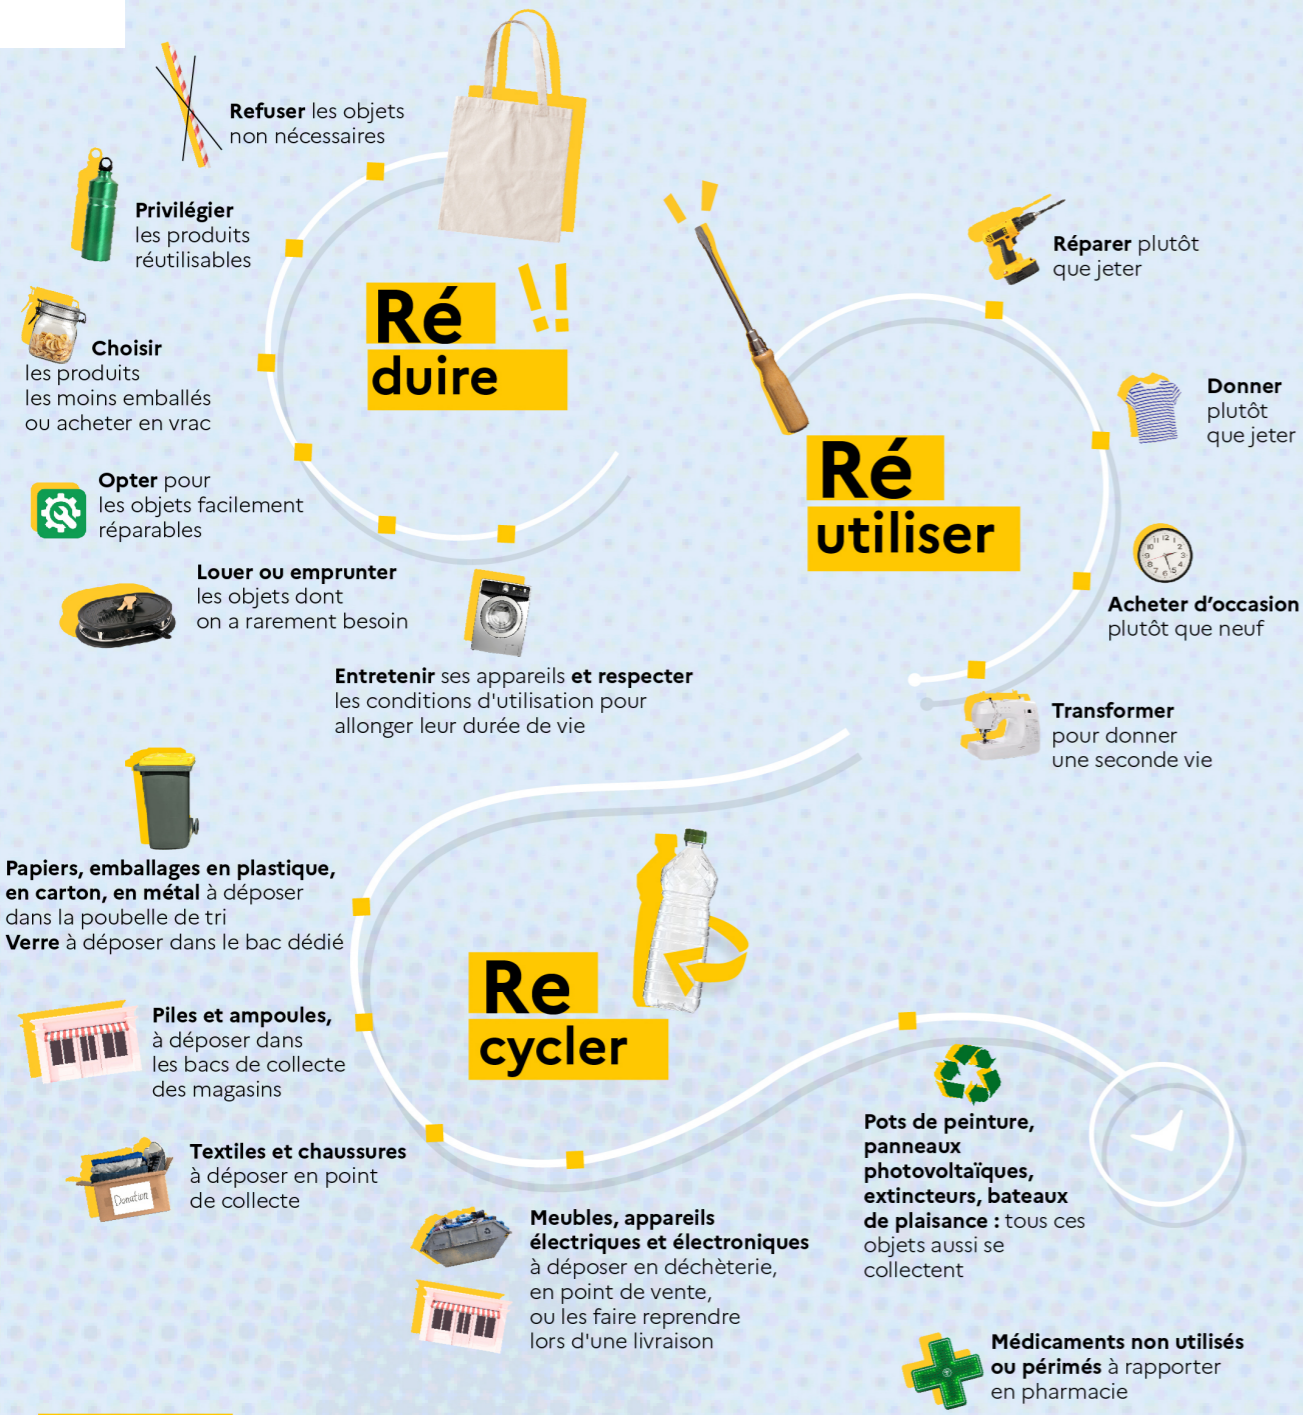 Refuser les objets
non nécessaires
Privilégier
les produits
réutilisables
Choisir
les produits
les moins emballés
ou acheter en vrac
Opter pour
les objets facilement
réparables
Louer ou emprunter
les objets dont
on a rarement besoin
Entretenir ses appareils et respecter
les conditions d'utilisation pour
allonger leur durée de vie
Ré
duire
!!
Réparer plutôt
que jeter
Donner
plutôt
que jeter
Acheter d’occasion
plutôt que neuf
Transformer
pour donner
une seconde vie
Ré
utiliser
Papiers, emballages en plastique,
en carton, en métal à déposer
dans la poubelle de tri
Verre à déposer dans le bac dédié
Re
cycler
Piles et ampoules,
à déposer dans
les bacs de collecte
des magasins
Textiles et chaussures
à déposer en point
de collecte
Donation
Meubles, appareils
électriques et électroniques
à déposer en déchèterie,
en point de vente,
ou les faire reprendre
lors d'une livraison
Pots de peinture,
panneaux
photovoltaïques,
extincteurs, bateaux
de plaisance : tous ces
objets aussi se
collectent
Médicaments non utilisés
ou périmés à rapporter
en pharmacie